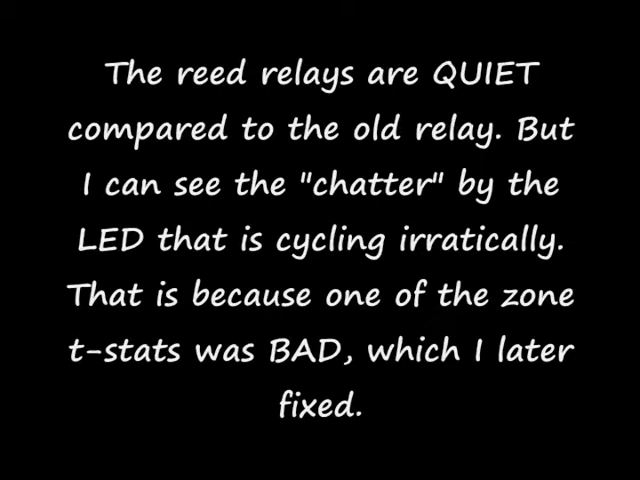 The reed relays are QUIET
compared to the old relay. But
I can see the "chatter" by the
LED that is cycling irratically.
That is because one of the zone
t-stats was BAD, which I later
fixed.